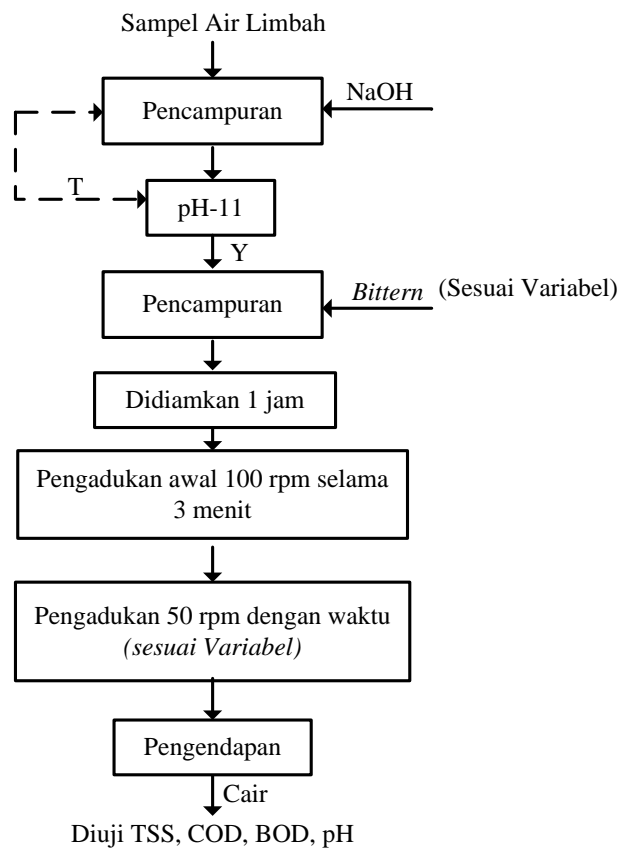 Sampel Air Limbah
Pencampuran
NaOH
T
pH-11
Y
Pencampuran
Bittern (Sesuai Variabel)
Didiamkan 1 jam
Pengadukan awal 100 rpm selama
3 menit
Pengadukan 50 rpm dengan waktu
(sesuai Variabel)
Pengendapan
Cair
Diuji TSS, COD, BOD, pH